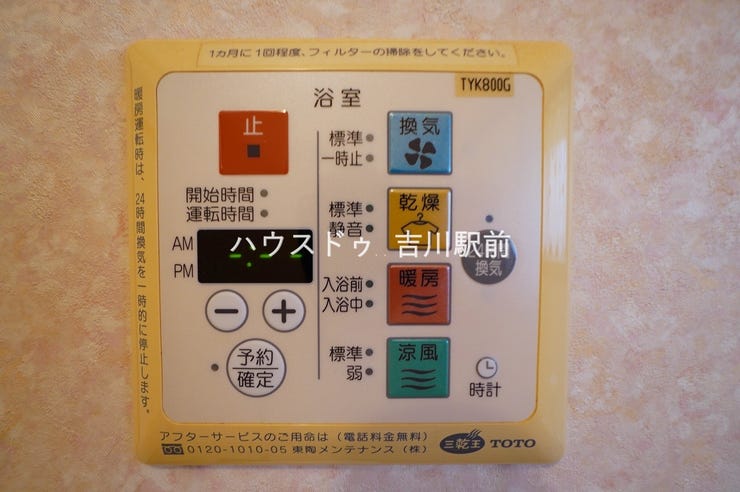 1カ月に1回程度、フィルターの掃除をしてください。
TYK800G
浴室
暖房運転時は、24時間換気を一時的に停止します。
止
開始時間
運転時間
AM
PM
予約
確定
標準
一時止
換気
標準
静音
乾燥
入浴前
入浴中
暖房
標準
弱
涼風
換気
時計
ハウスドゥ 吉川駅前
アフターサービスのご用命は(電話料金無料)
0120-1010-05 東陶メンテナンス(株)
三乾王 TOTO